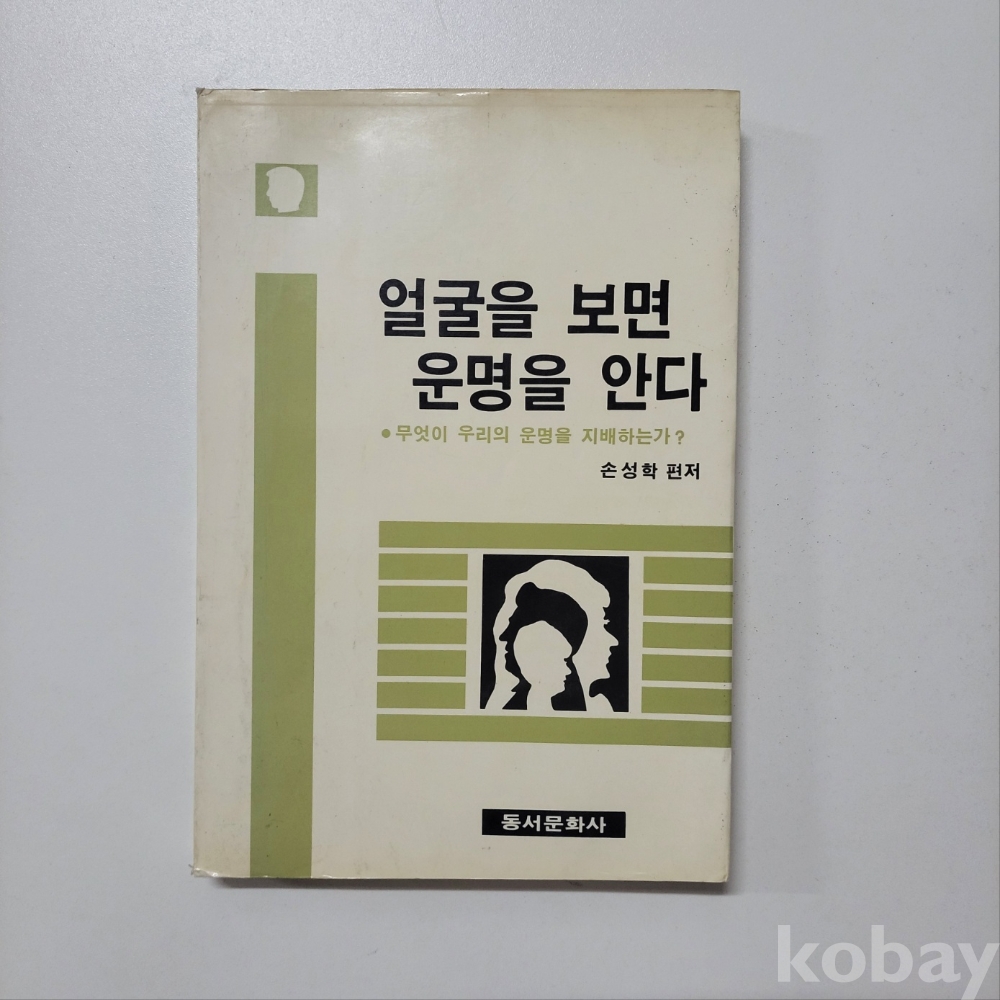 얼굴을 보면
운명을 안다
•무엇이 우리의 운명을 지배하는가?
손성학 편저
동서문화사
kobay